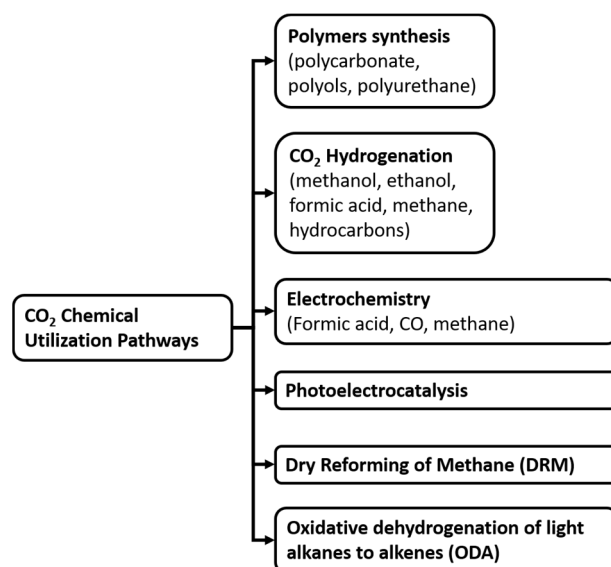 Polymers synthesis
(polycarbonate,
polyols, polyurethane)
CO₂ Hydrogenation
(methanol, ethanol,
formic acid, methane,
hydrocarbons)
CO₂ Chemical
Utilization Pathways
Electrochemistry
(Formic acid, CO, methane)
Photoelectrocatalysis
Dry Reforming of Methane (DRM)
Oxidative dehydrogenation of light
alkanes to alkenes (ODA)